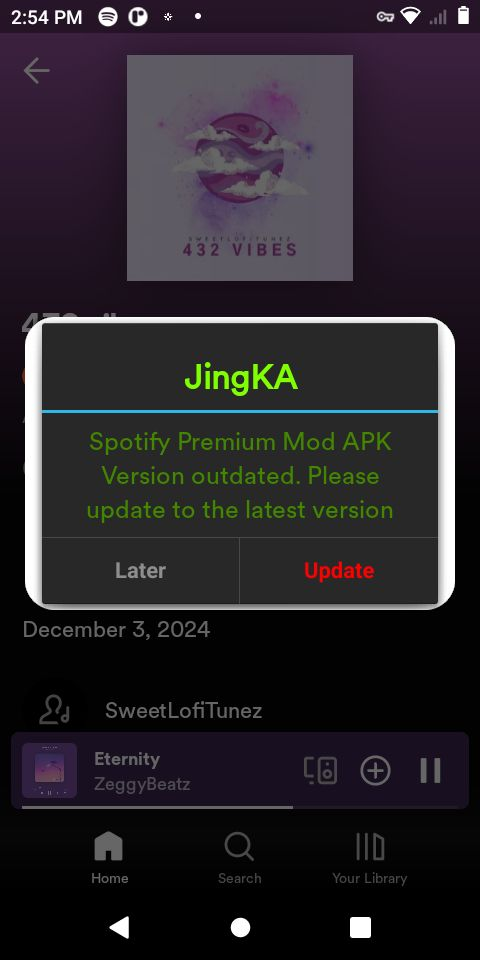 2:54 PM
SWEETLOFITUNEZ
432 VIBES
JingKA
Spotify Premium Mod APK
Version outdated. Please
update to the latest version
Later
Update
December 3, 2024
SweetLofiTunez
Eternity
ZeggyBeatz
Home
Search
Your Library